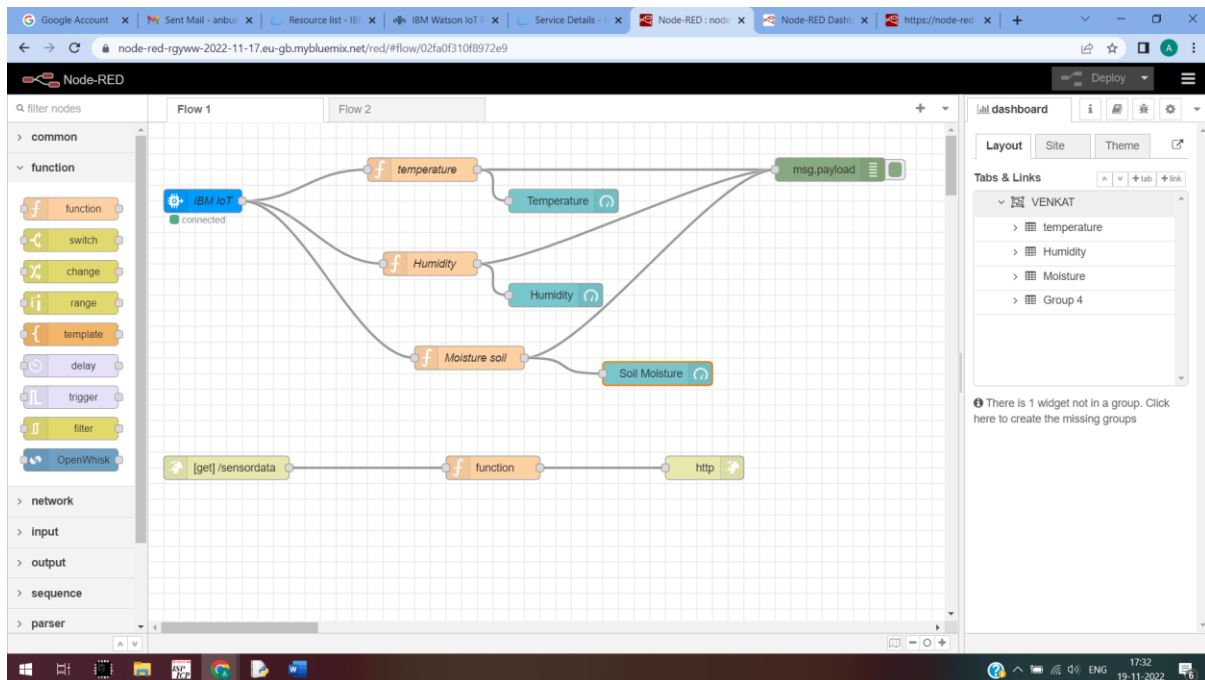 Google Account
Sent Mail - anbue
Resource list - IB
IBM Watson IoT P
Service Details -
Node-RED : node
Node-RED Dashb
https://node-red-
node-red-rgyww-2022-11-17.eu-gb.mybluemix.net/red/#flow/02fa0f310f8972e9
A
Node-RED
Deploy
filter nodes
Flow 1
Flow 2
dashboard
i
common
function
function
switch
change
range
template
delay
trigger
filter
OpenWhisk
network
input
output
sequence
parser
temperature
msg.payload
IBM IoT
connected
Temperature
Humidity
Humidity
Moisture soil
Soil Moisture
[get] /sensordata
function
http
Layout
Site
Theme
Tabs & Links
+tab
+link
VENKAT
temperature
Humidity
Moisture
Group 4
There is 1 widget not in a group. Click
here to create the missing groups
ISP
ICP
ENG
17:32
19-11-2022
6